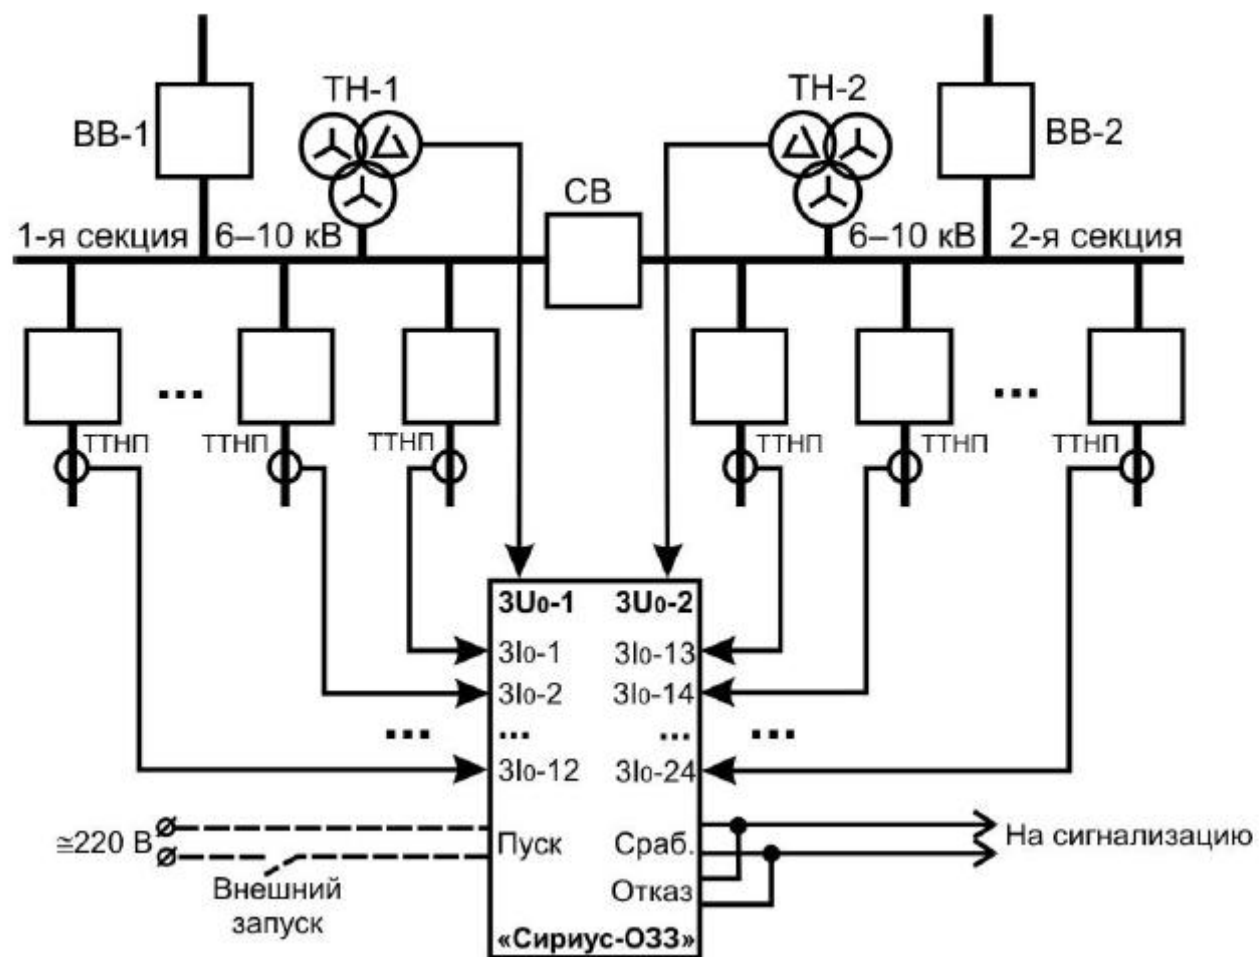 ТН-1
ТН-2
ВВ-1
ВВ-2
СВ
1-я секция
6–10 кВ
6–10 кВ
2-я секция
...
...
ТТНП
ТТНП
ТТНП
ТТНП
ТТНП
ТТНП
3U0-1
3U0-2
3I0-1
3I0-13
3I0-2
3I0-14
...
...
...
...
3I0-12
3I0-24
≅220 В
Пуск
Сраб.
На сигнализацию
Внешний
запуск
Отказ
«Сириус-ОЗЗ»